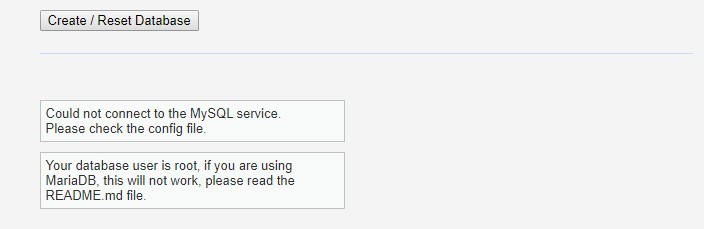 Create / Reset Database
Could not connect to the MySQL service.
Please check the config file.
Your database user is root, if you are using
MariaDB, this will not work, please read the
README.md file.